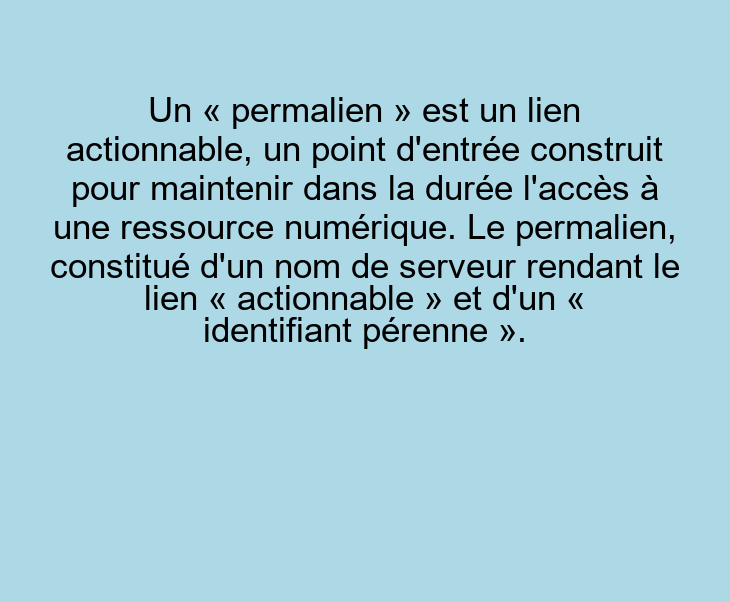 Un « permalien » est un lien
actionnable, un point d'entrée construit
pour maintenir dans la durée l'accès à
une ressource numérique. Le permalien,
constitué d'un nom de serveur rendant le
lien « actionnable » et d'un «
identifiant pérenne ».